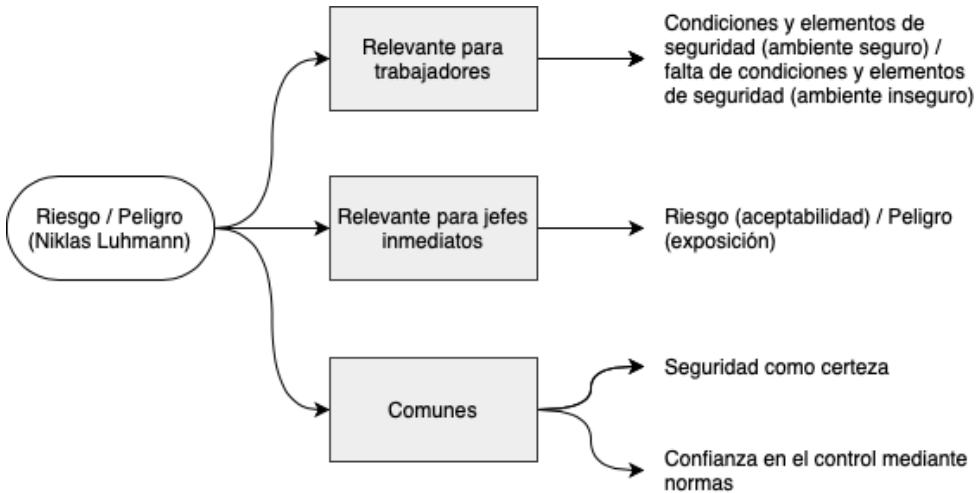 Relevante para
trabajadores
Condiciones y elementos de
seguridad (ambiente seguro) /
falta de condiciones y elementos
de seguridad (ambiente inseguro)
Riesgo / Peligro
(Niklas Luhmann)
Relevante para jefes
inmediatos
Riesgo (aceptabilidad) / Peligro
(exposición)
Comunes
Seguridad como certeza
Confianza en el control mediante
normas